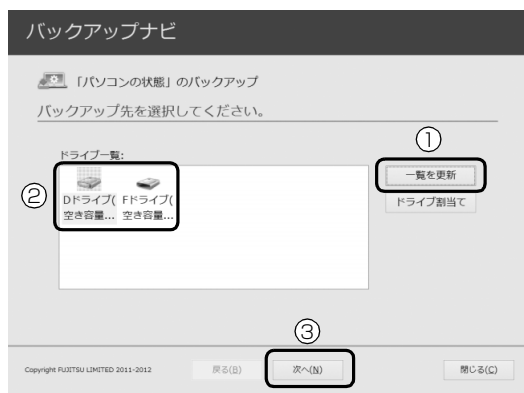 バックアップナビ
「パソコンの状態」のバックアップ
バックアップ先を選択してください。
①
ドライブ一覧:
一覧を更新
②
Dドライブ( Fドライブ(
空き容量... 空き容量...
ドライブ割当て
③
Copyright FUJITSU LIMITED 2011-2012 戻る(B) 次へ(N) 閉じる(C)